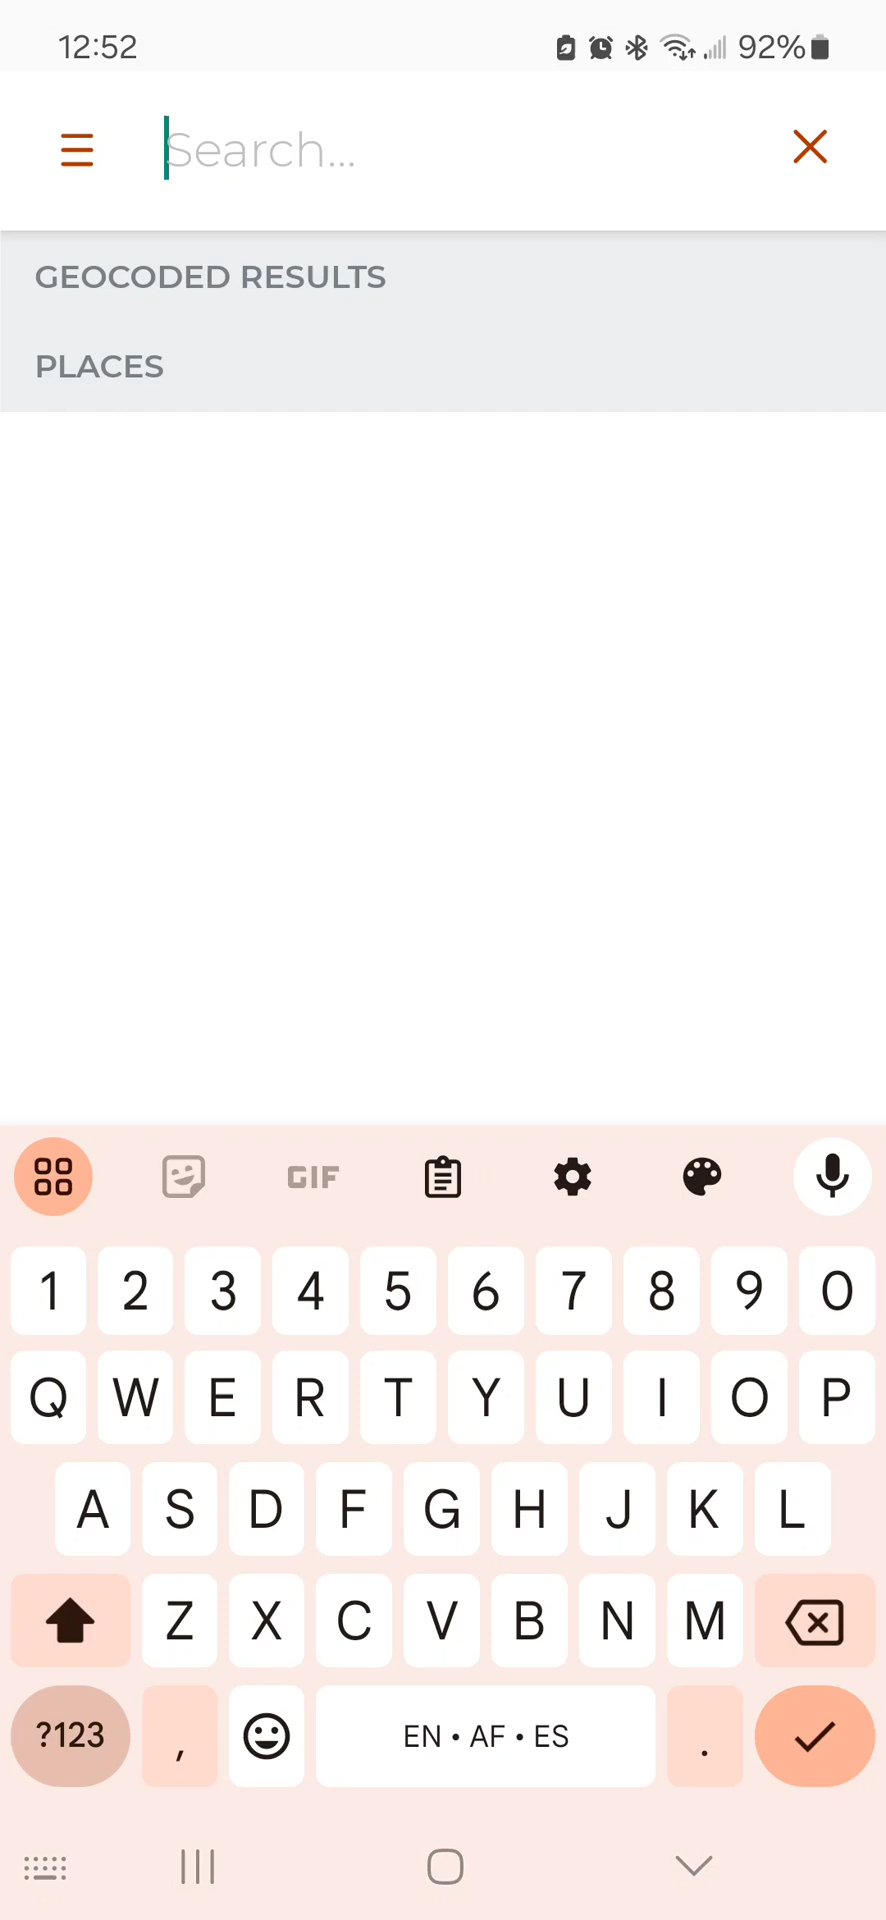 12:52 92%
Search...
GEOCODED RESULTS
PLACES
GIF
1 2 3 4 5 6 7 8 9 0
Q W E R T Y U I O P
A S D F G H J K L
Z X C V B N M
?123 , EN • AF • ES .